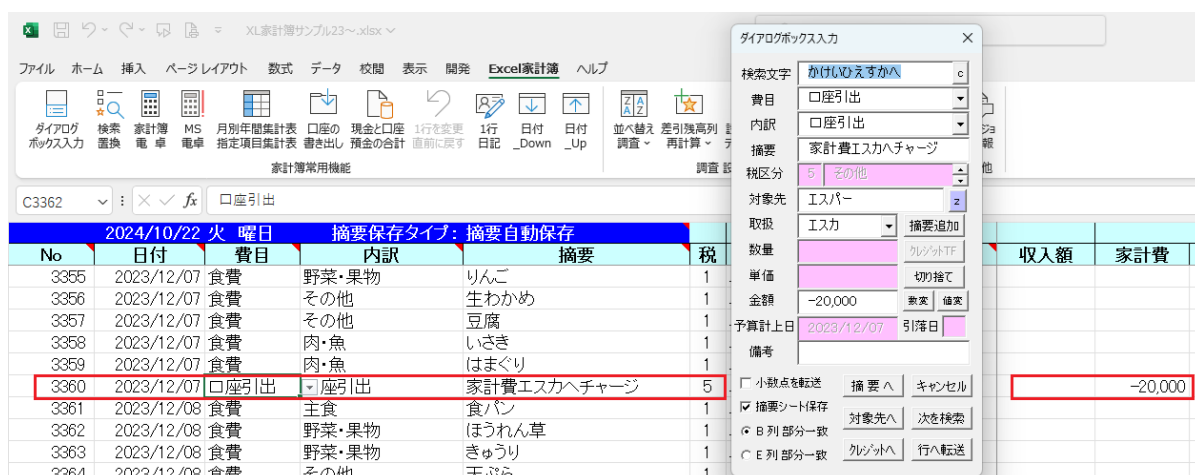 XL家計簿サンプル23～.xlsx
ファイル ホーム 挿入 ページ レイアウト 数式 データ 校閲 表示 開発 Excel家計簿 ヘルプ
ダイアログボックス入力 検索置換 家計簿電卓 MS電卓 月別年間集計表指定項目集計表 口座の書き出し 現金と口座預金の合計 1行を変更直前に戻す 1行日記 日付_Down 日付_Up 並べ替え調査 差引残高列再計算
家計簿常用機能 調査
C3362 fx 口座引出
2024/10/22 火 曜日 摘要保存タイプ: 摘要自動保存
No 日付 費目 内訳 摘要 税 収入額 家計費
3355 2023/12/07 食費 野菜・果物 りんご 1
3356 2023/12/07 食費 その他 生わかめ 1
3357 2023/12/07 食費 その他 豆腐 1
3358 2023/12/07 食費 肉・魚 いさき 1
3359 2023/12/07 食費 肉・魚 はまぐり 1
3360 2023/12/07 口座引出 座引出 家計費エスカへチャージ 5 -20,000
3361 2023/12/08 食費 主食 食パン 1
3362 2023/12/08 食費 野菜・果物 ほうれん草 1
3363 2023/12/08 食費 野菜・果物 きゅうり 1
3364 2023/12/08 食費 その他 天ぷら 1
ダイアログボックス入力
検索文字 かけいひえすかへ c
費目 口座引出
内訳 口座引出
摘要 家計費エスカへチャージ
税区分 5 その他
対象先 エスパー z
取扱 エスカ 摘要追加
数量 クレジットTF
単価 切り捨て
金額 -20,000 数変 値変
予算計上日 2023/12/07 引落日
備考
小数点を転送 摘要へ キャンセル
摘要シート保存 対象先へ 次を検索
B列部分一致
E列部分一致 クレジットへ 行へ転送